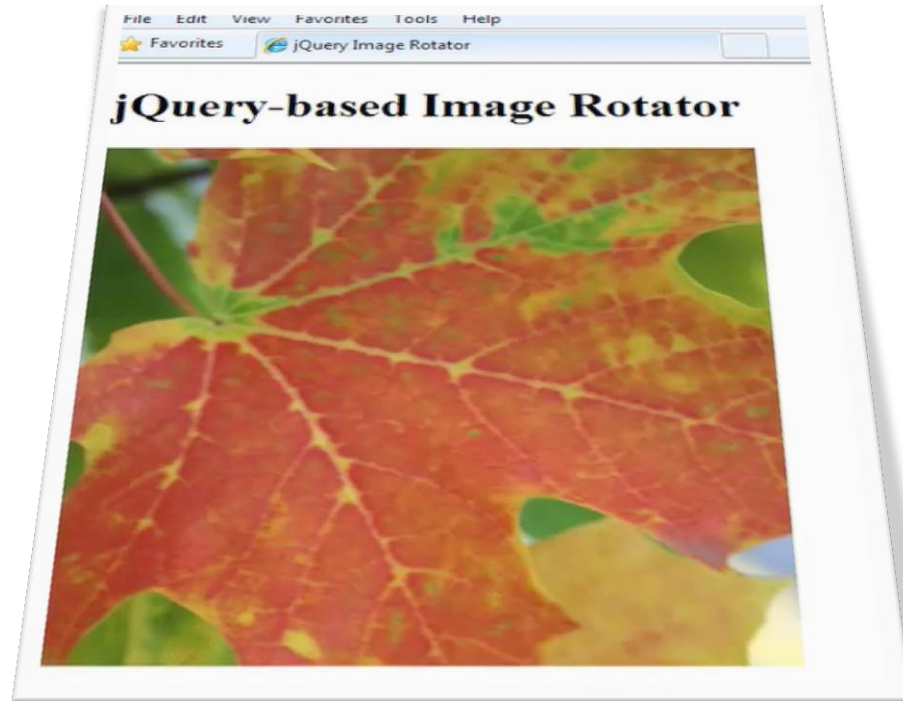 File Edit View Favorites Tools Help
Favorites jQuery Image Rotator
jQuery-based Image Rotator